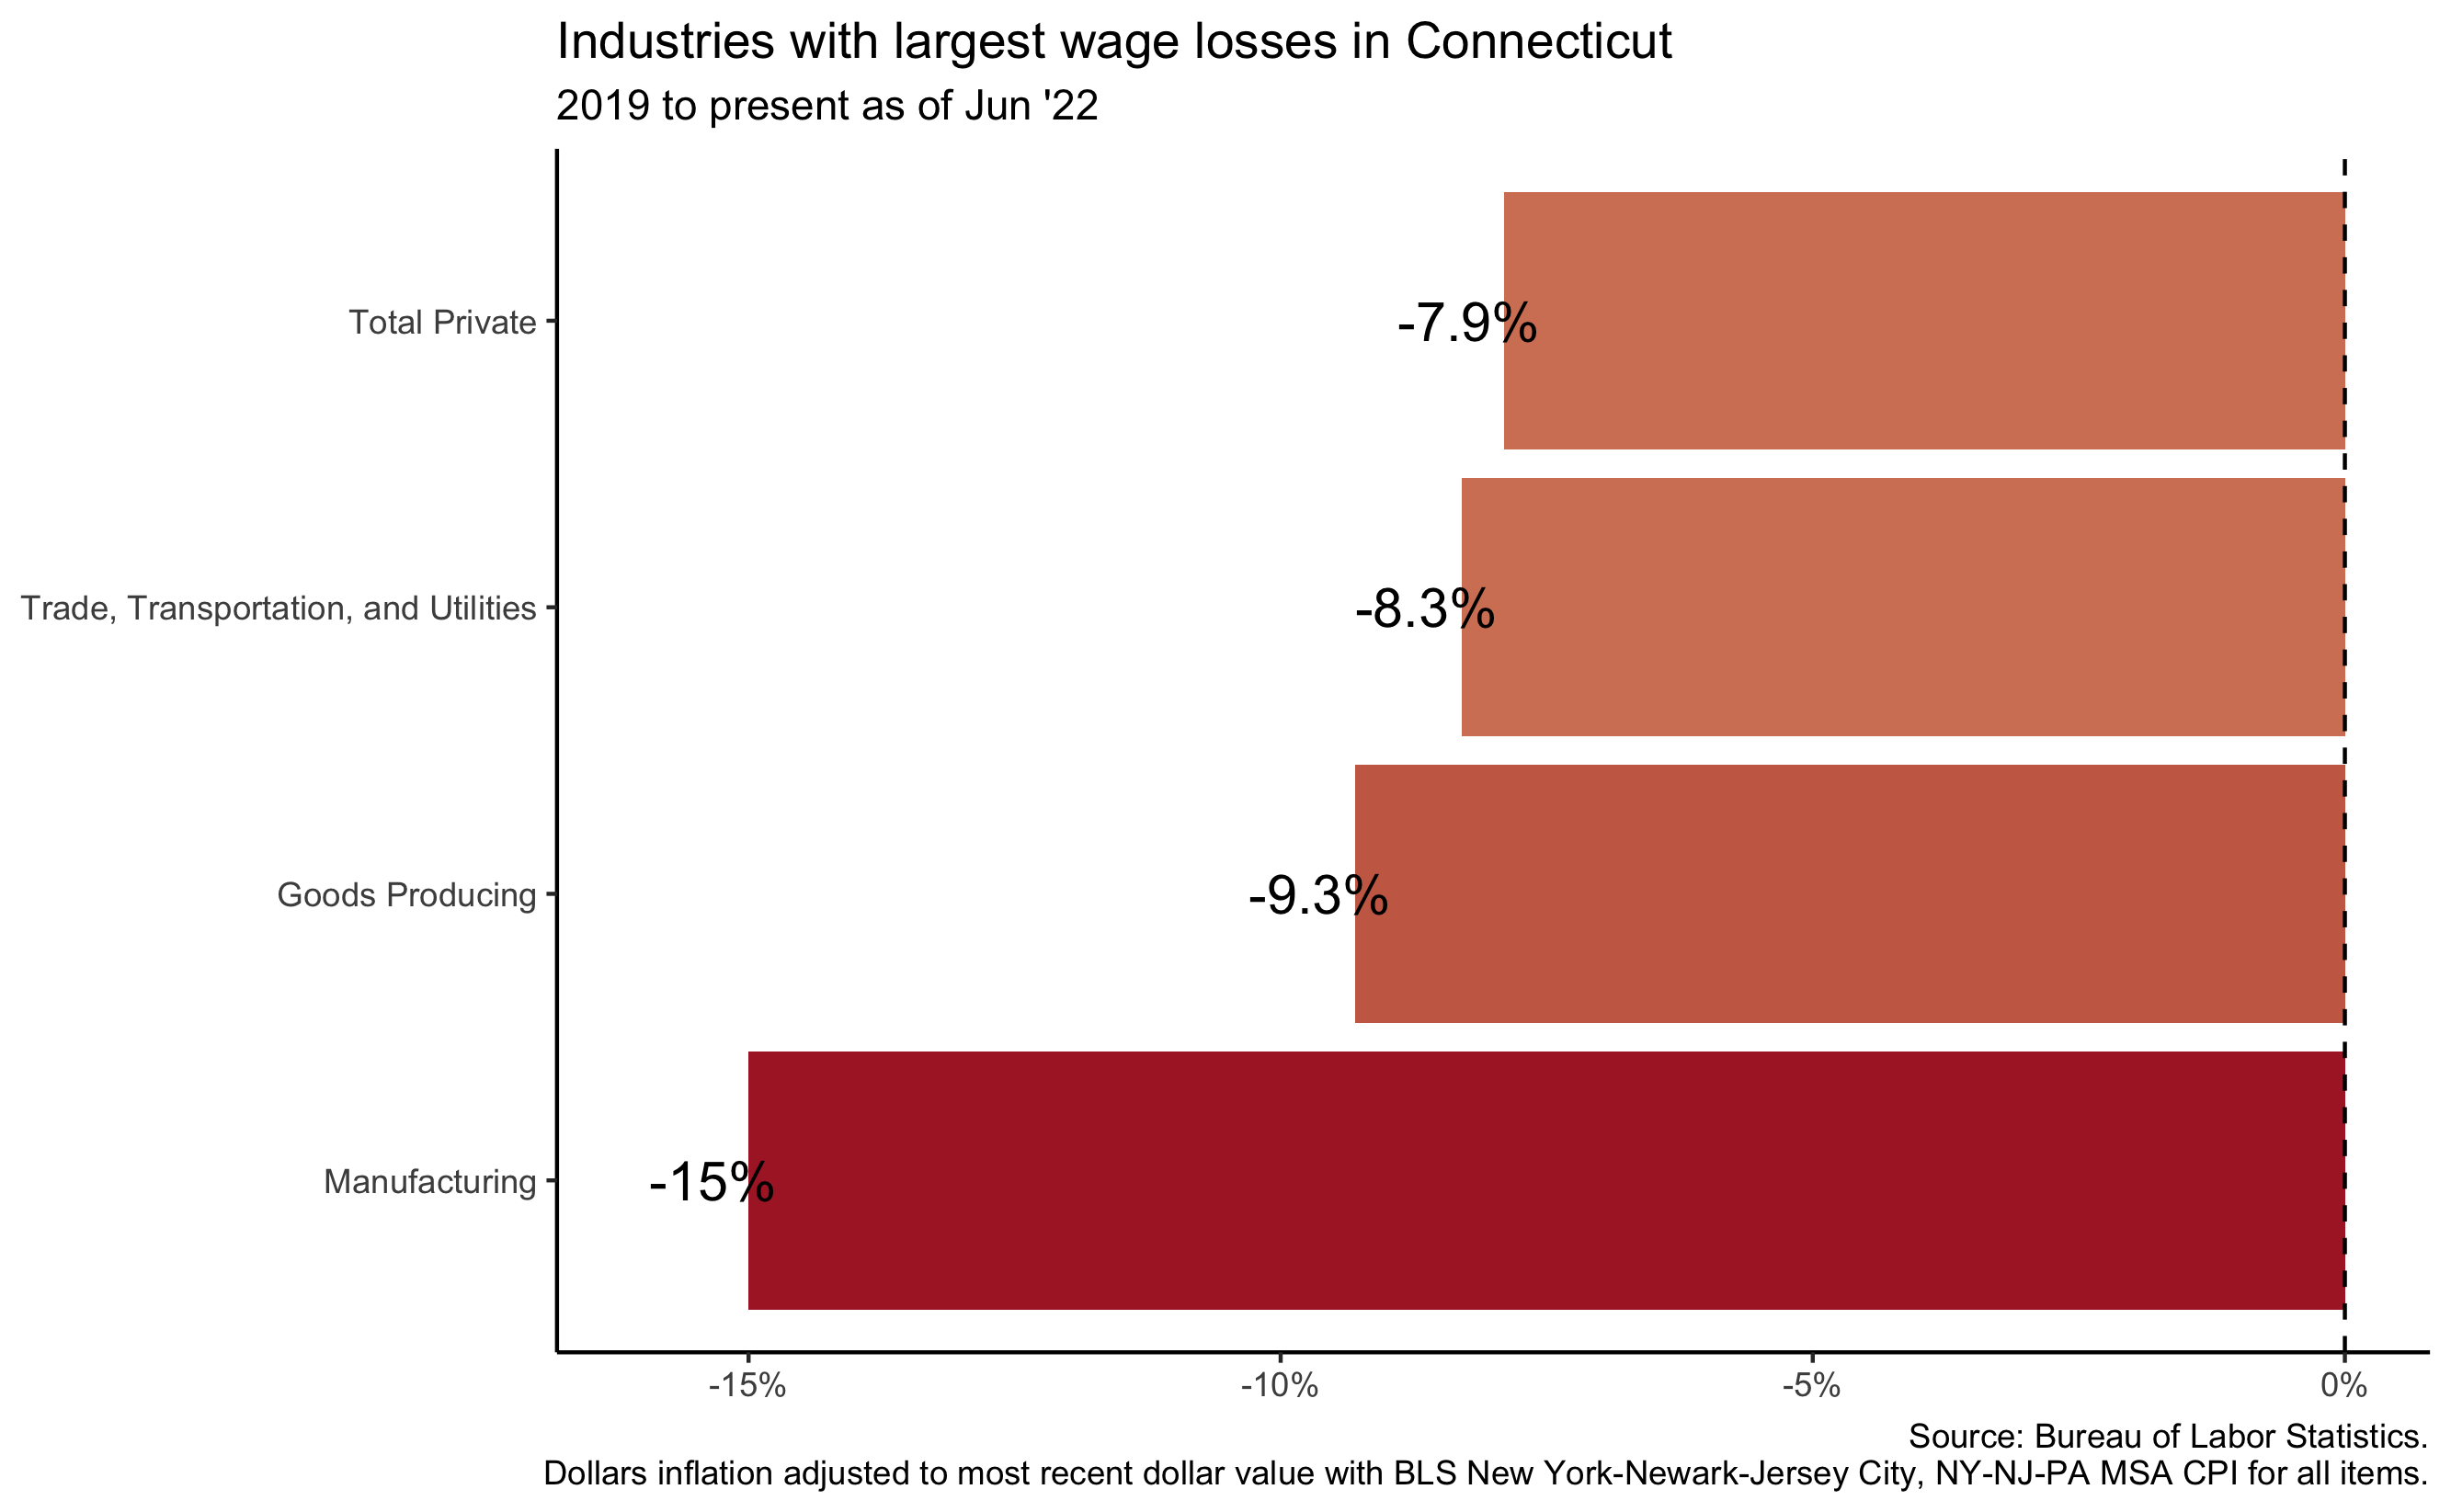 Industries with largest wage losses in Connecticut
2019 to present as of Jun '22
Total Private
-7.9%
Trade, Transportation, and Utilities
-8.3%
Goods Producing
-9.3%
Manufacturing
-15%
-15%
-10%
-5%
0%
Source: Bureau of Labor Statistics.
Dollars inflation adjusted to most recent dollar value with BLS New York-Newark-Jersey City, NY-NJ-PA MSA CPI for all items.